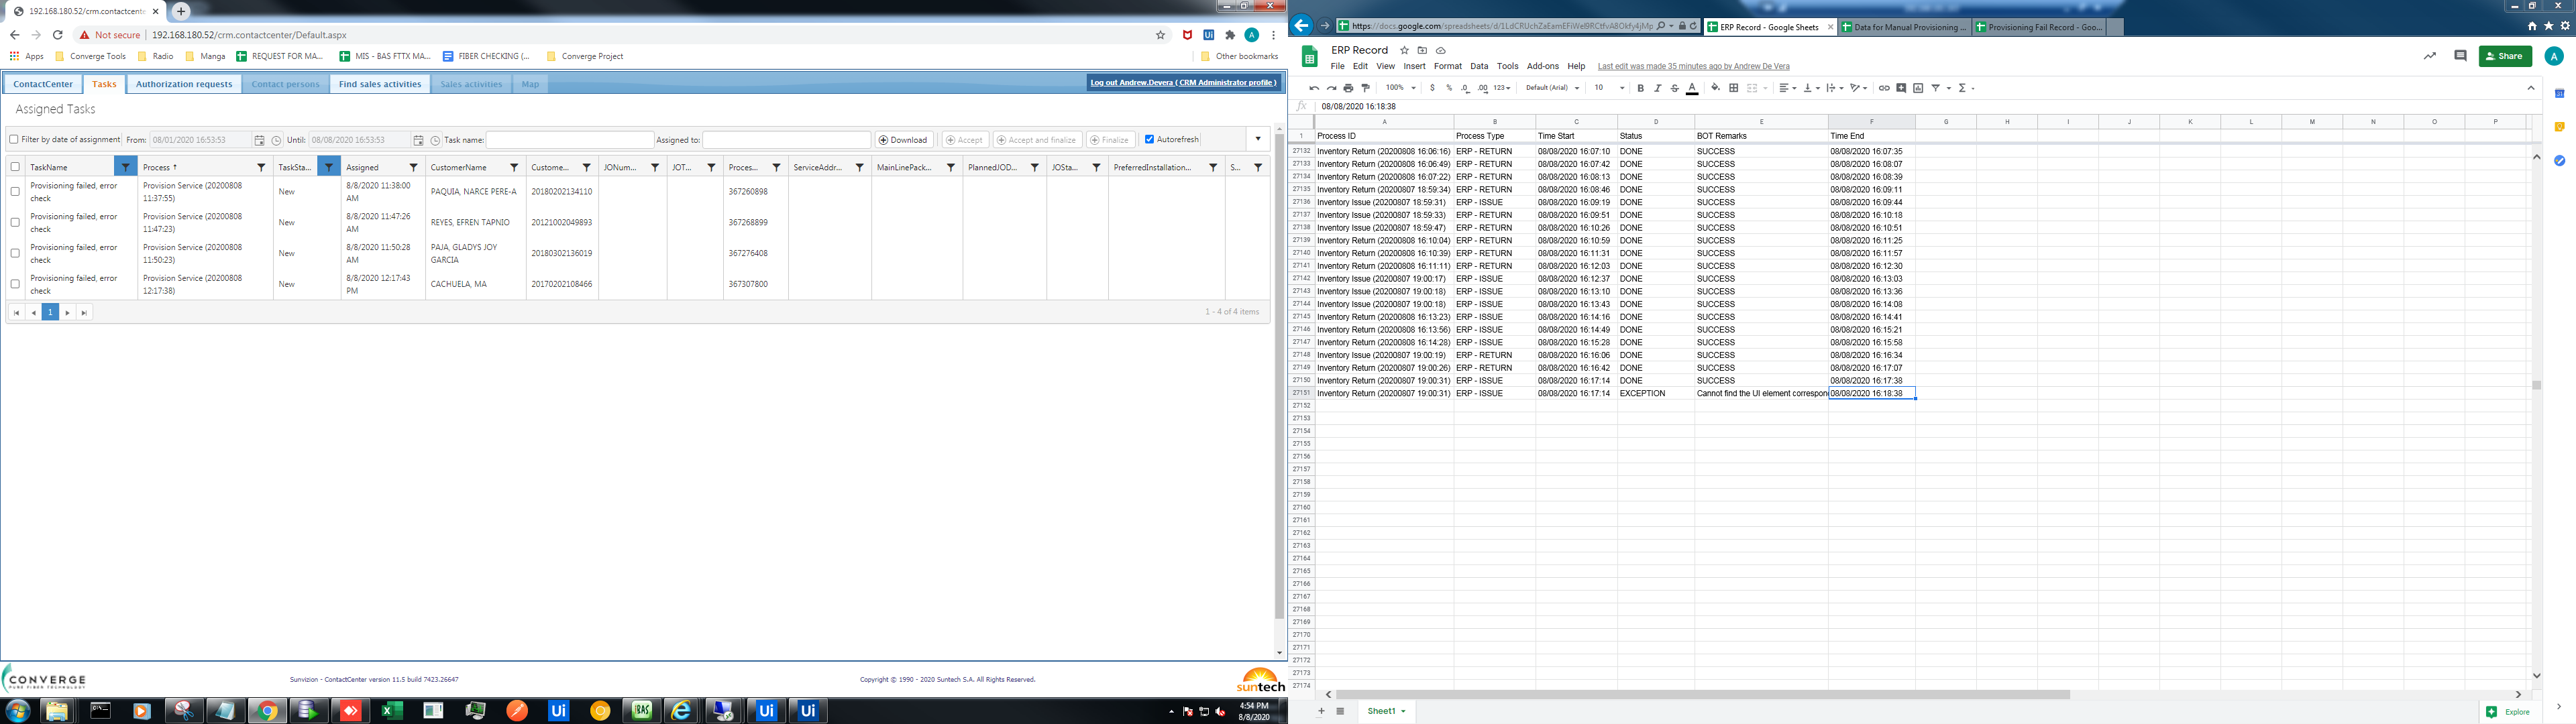 192.168.180.52/crm.contactcente
Not secure 192.168.180.52/crm.contactcenter/Default.aspx
Apps Converge Tools Radio Manga REQUEST FOR MA... MIS - BAS FTTX MA... FIBER CHECKING (... Converge Project Other bookmarks
ContactCenter Tasks Authorization requests Contact persons Find sales activities Sales activities Map Log out Andrew.Devera ( CRM Administrator profile )
Assigned Tasks
Filter by date of assignment From: 08/01/2020 16:53:53 Until: 08/08/2020 16:53:53 Task name: Assigned to: Download Accept Accept and finalize Finalize Autorefresh
TaskName Process ↑ TaskSta... Assigned CustomerName Custome... JONum... JOT... Proces... ServiceAddr... MainLinePack... PlannedJOD... JOSta... PreferredInstallation... S...
Provisioning failed, error check Provision Service (20200808 11:37:55) New 8/8/2020 11:38:00 AM PAQUIA, NARCE PERE-A 20180202134110 367260898
Provisioning failed, error check Provision Service (20200808 11:47:23) New 8/8/2020 11:47:26 AM REYES, EFREN TAPNIO 20121002049893 367268899
Provisioning failed, error check Provision Service (20200808 11:50:23) New 8/8/2020 11:50:28 AM PAJA, GLADYS JOY GARCIA 20180302136019 367276408
Provisioning failed, error check Provision Service (20200808 12:17:38) New 8/8/2020 12:17:43 PM CACHUELA, MA 20170202108466 367307800
1
1 - 4 of 4 items
CONVERGE
PURE FIBER TECHNOLOGY
Sunvizion - ContactCenter version 11.5 build 7423.26647
Copyright © 1990 - 2020 Suntech S.A. All Rights Reserved.
suntech
4:54 PM
8/8/2020
ERP Record - Google Sheets Data for Manual Provisioning ... Provisioning Fail Record - Goo...
ERP Record
File Edit View Insert Format Data Tools Add-ons Help Last edit was made 35 minutes ago by Andrew De Vera
Share
100% $ % .0 .00 123 Default (Arial) 10 B I S A
fx 08/08/2020 16:18:38
A B C D E F G H I J K L M N O P
1 Process ID Process Type Time Start Status BOT Remarks Time End
27132 Inventory Return (20200808 16:06:16) ERP - RETURN 08/08/2020 16:07:10 DONE SUCCESS 08/08/2020 16:07:35
27133 Inventory Return (20200808 16:06:49) ERP - RETURN 08/08/2020 16:07:42 DONE SUCCESS 08/08/2020 16:08:07
27134 Inventory Return (20200808 16:07:22) ERP - RETURN 08/08/2020 16:08:13 DONE SUCCESS 08/08/2020 16:08:39
27135 Inventory Return (20200807 18:59:34) ERP - RETURN 08/08/2020 16:08:46 DONE SUCCESS 08/08/2020 16:09:11
27136 Inventory Issue (20200807 18:59:31) ERP - ISSUE 08/08/2020 16:09:19 DONE SUCCESS 08/08/2020 16:09:44
27137 Inventory Issue (20200807 18:59:33) ERP - RETURN 08/08/2020 16:09:51 DONE SUCCESS 08/08/2020 16:10:18
27138 Inventory Issue (20200807 18:59:47) ERP - RETURN 08/08/2020 16:10:26 DONE SUCCESS 08/08/2020 16:10:51
27139 Inventory Return (20200808 16:10:04) ERP - RETURN 08/08/2020 16:10:59 DONE SUCCESS 08/08/2020 16:11:25
27140 Inventory Return (20200808 16:10:39) ERP - RETURN 08/08/2020 16:11:31 DONE SUCCESS 08/08/2020 16:11:57
27141 Inventory Return (20200808 16:11:11) ERP - RETURN 08/08/2020 16:12:03 DONE SUCCESS 08/08/2020 16:12:30
27142 Inventory Issue (20200807 19:00:17) ERP - ISSUE 08/08/2020 16:12:37 DONE SUCCESS 08/08/2020 16:13:03
27143 Inventory Issue (20200807 19:00:18) ERP - ISSUE 08/08/2020 16:13:10 DONE SUCCESS 08/08/2020 16:13:36
27144 Inventory Issue (20200807 19:00:18) ERP - ISSUE 08/08/2020 16:13:43 DONE SUCCESS 08/08/2020 16:14:08
27145 Inventory Return (20200808 16:13:23) ERP - ISSUE 08/08/2020 16:14:16 DONE SUCCESS 08/08/2020 16:14:41
27146 Inventory Return (20200808 16:13:56) ERP - ISSUE 08/08/2020 16:14:49 DONE SUCCESS 08/08/2020 16:15:21
27147 Inventory Return (20200808 16:14:28) ERP - ISSUE 08/08/2020 16:15:28 DONE SUCCESS 08/08/2020 16:15:58
27148 Inventory Issue (20200807 19:00:19) ERP - RETURN 08/08/2020 16:16:06 DONE SUCCESS 08/08/2020 16:16:34
27149 Inventory Return (20200807 19:00:26) ERP - RETURN 08/08/2020 16:16:42 DONE SUCCESS 08/08/2020 16:17:07
27150 Inventory Return (20200807 19:00:31) ERP - ISSUE 08/08/2020 16:17:14 DONE SUCCESS 08/08/2020 16:17:38
27151 Inventory Return (20200807 19:00:31) ERP - ISSUE 08/08/2020 16:17:14 EXCEPTION Cannot find the UI element correspon 08/08/2020 16:18:38
27152
27153
27154
27155
27156
27157
27158
27159
27160
27161
27162
27163
27164
27165
27166
27167
27168
27169
27170
27171
27172
27173
27174
Sheet1
Explore